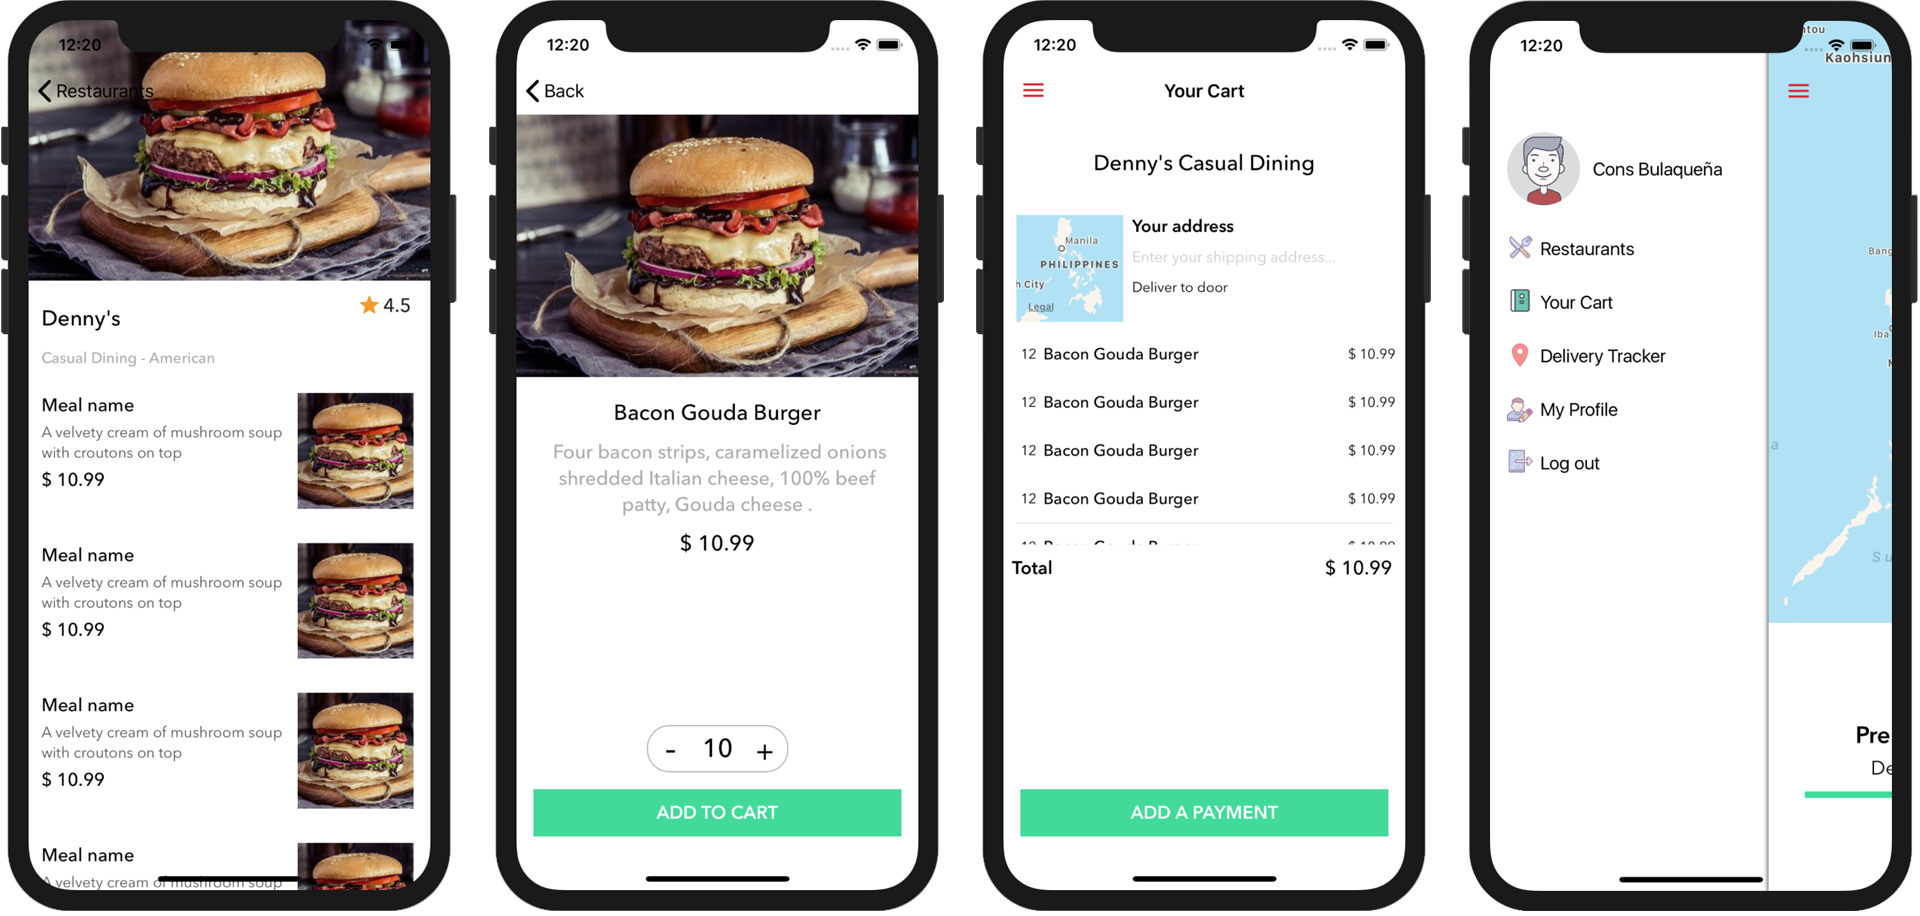 12:20
Restaurants
Denny's
4.5
Casual Dining - American
Meal name
A velvety cream of mushroom soup
with croutons on top
$ 10.99
Meal name
A velvety cream of mushroom soup
with croutons on top
$ 10.99
Meal name
A velvety cream of mushroom soup
with croutons on top
$ 10.99
Meal name
A velvety cream of mushroom soup
12:20
Back
Bacon Gouda Burger
Four bacon strips, caramelized onions
shredded Italian cheese, 100% beef
patty, Gouda cheese .
$ 10.99
- 10 +
ADD TO CART
12:20
Your Cart
Denny's Casual Dining
Manila
PHILIPPINES
h City
Legal
Your address
Enter your shipping address...
Deliver to door
12 Bacon Gouda Burger $ 10.99
12 Bacon Gouda Burger $ 10.99
12 Bacon Gouda Burger $ 10.99
12 Bacon Gouda Burger $ 10.99
12 Bacon Gouda Burger $ 10.99
Total $ 10.99
ADD A PAYMENT
12:20
Cons Bulaqueña
Restaurants
Your Cart
Delivery Tracker
My Profile
Log out
ntou
Kaohsiun
Bang
Iba
a
S u
Pre
De